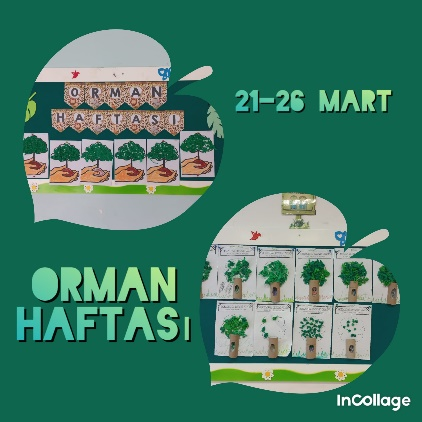 ORMAN
HAFTASI
21-26 MART
ORMAN
HAFTASI
InCollage